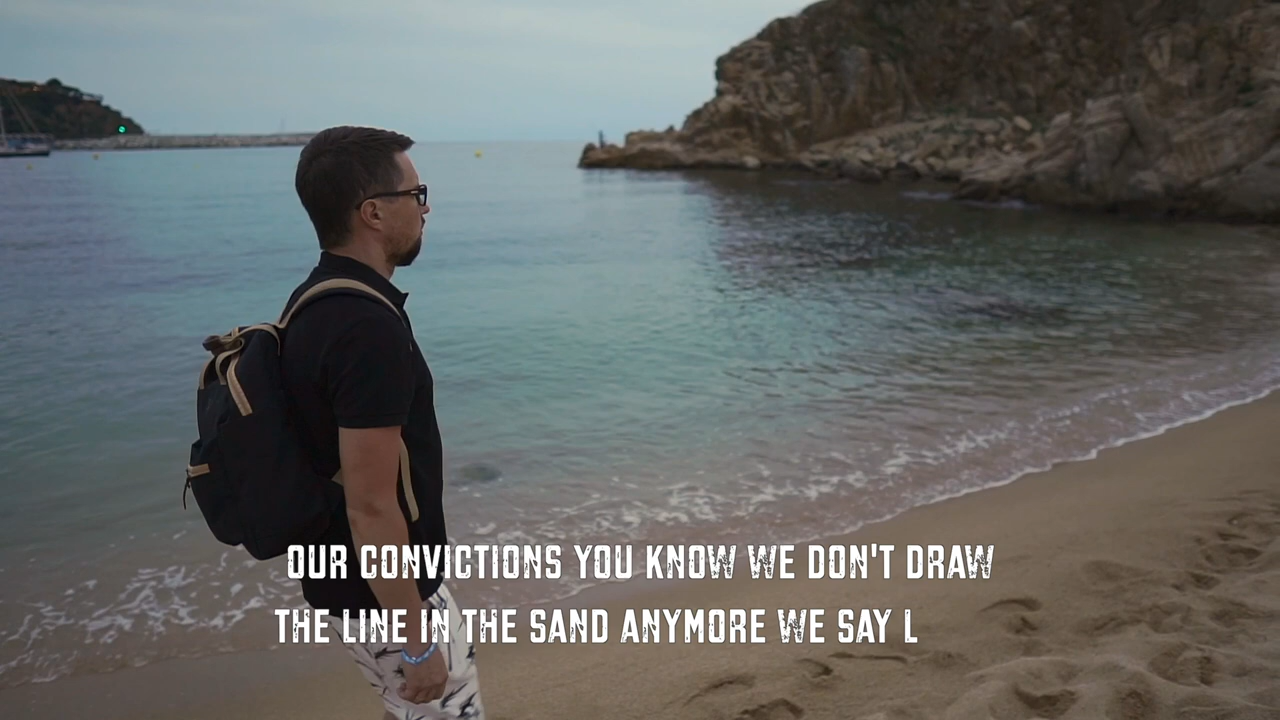 OUR CONVICTIONS YOU KNOW WE DON'T DRAW
THE LINE IN THE SAND ANYMORE WE SAY L